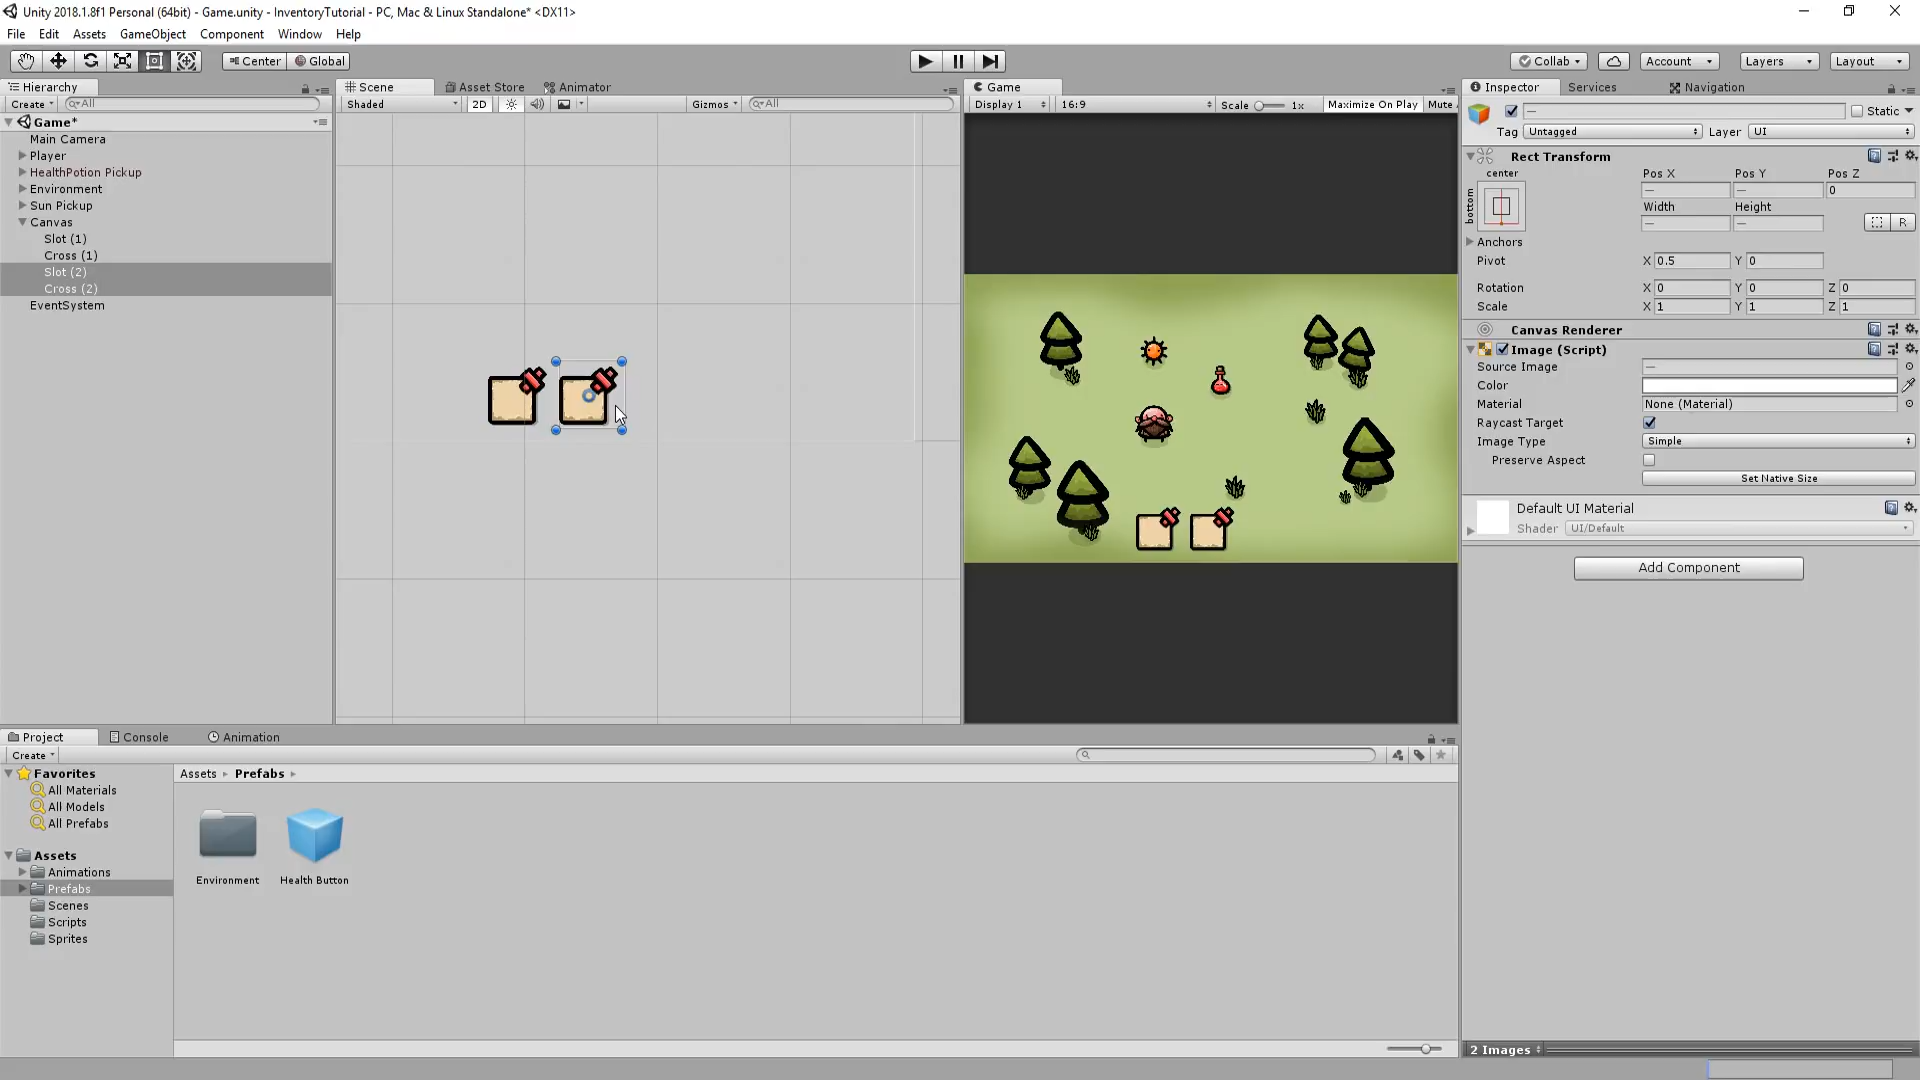 Unity 2018.1.8f1 Personal (64bit) - Game.unity - InventoryTutorial - PC, Mac & Linux Standalone* <DX11>
File Edit Assets GameObject Component Window Help
Center Global Collab Account Layers Layout
Hierarchy
Create All
Game*
Main Camera
Player
HealthPotion Pickup
Environment
Sun Pickup
Canvas
Slot (1)
Cross (1)
Slot (2)
Cross (2)
EventSystem
Scene Asset Store Animator
Shaded 2D Gizmos All
Game
Display 1 16:9 Scale 1x Maximize On Play Mute
Inspector Services Navigation
— Static
Tag Untagged Layer UI
Rect Transform
center Pos X Pos Y Pos Z
bottom — — 0
Width Height
— — R
Anchors
Pivot X 0.5 Y 0
Rotation X 0 Y 0 Z 0
Scale X 1 Y 1 Z 1
Canvas Renderer
Image (Script)
Source Image —
Color
Material None (Material)
Raycast Target
Image Type Simple
Preserve Aspect
Set Native Size
Default UI Material
Shader UI/Default
Add Component
2 Images
Project Console Animation
Create
Favorites
All Materials
All Models
All Prefabs
Assets
Animations
Prefabs
Scenes
Scripts
Sprites
Assets Prefabs
Environment Health Button